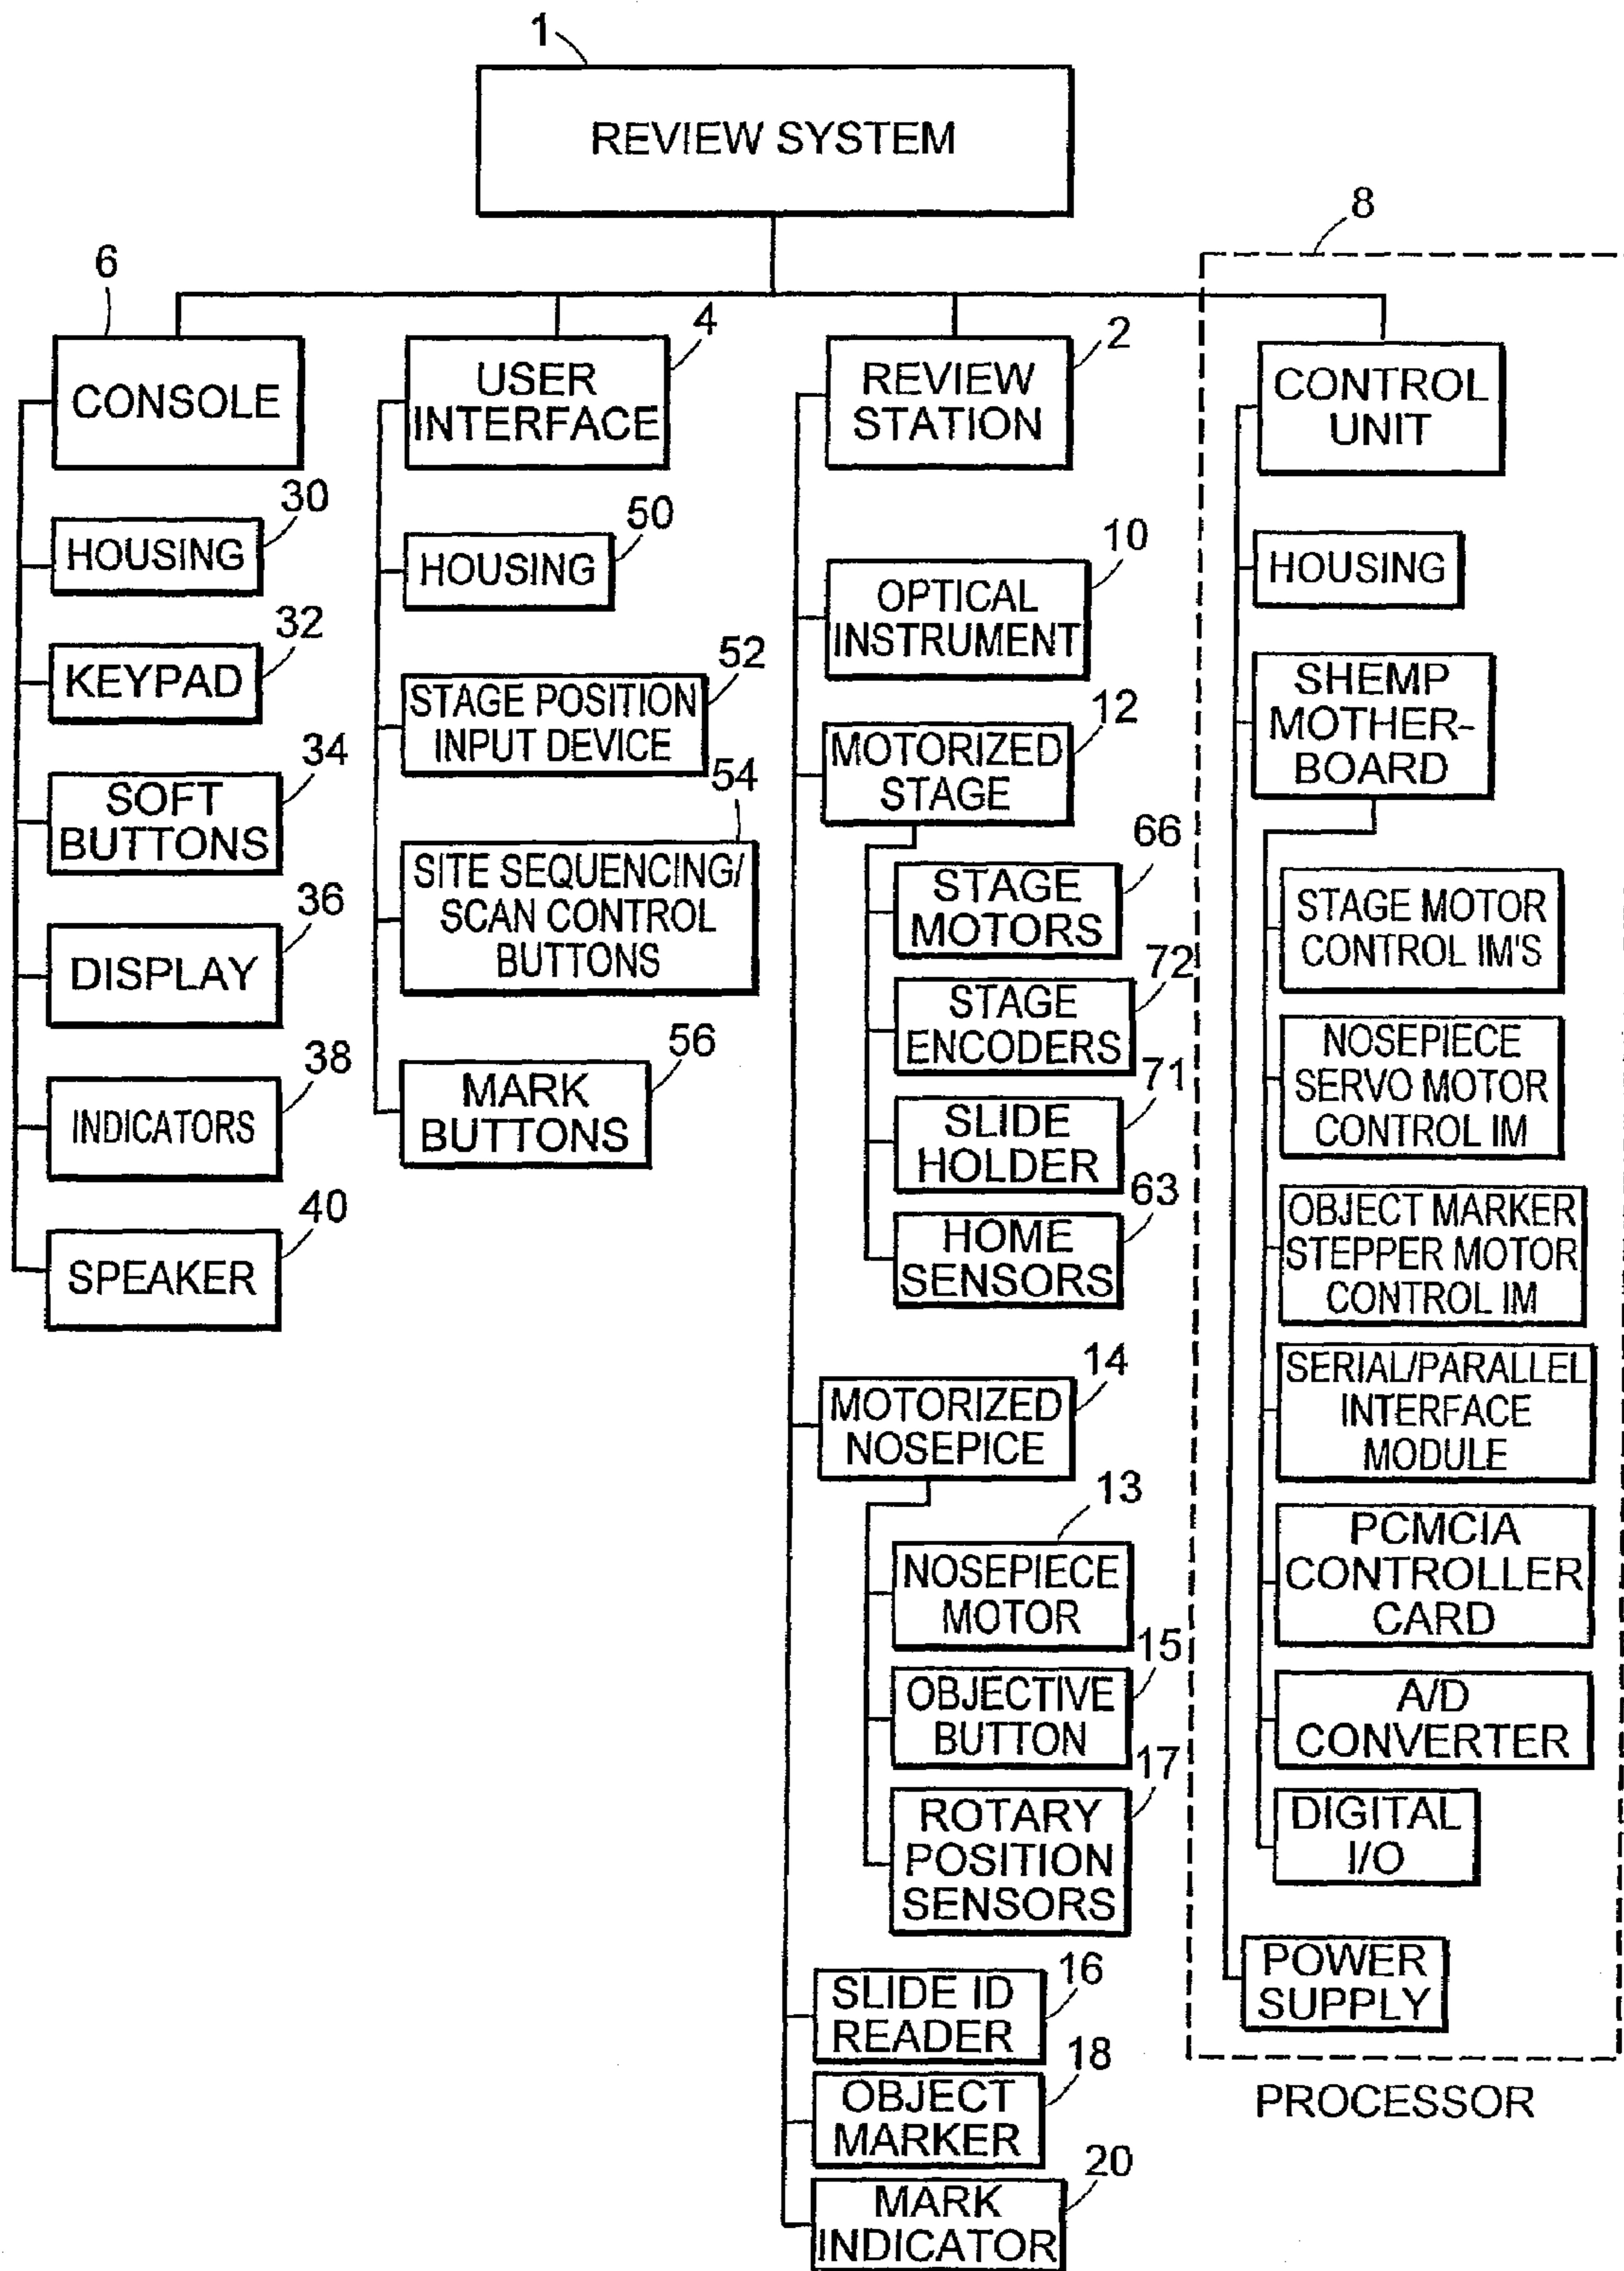 1
REVIEW SYSTEM
6
CONSOLE
30
HOUSING
32
KEYPAD
34
SOFT
BUTTONS
36
DISPLAY
38
INDICATORS
40
SPEAKER
4
USER
INTERFACE
50
HOUSING
52
STAGE POSITION
INPUT DEVICE
54
SITE SEQUENCING/
SCAN CONTROL
BUTTONS
56
MARK
BUTTONS
2
REVIEW
STATION
10
OPTICAL
INSTRUMENT
12
MOTORIZED
STAGE
66
STAGE
MOTORS
72
STAGE
ENCODERS
71
SLIDE
HOLDER
63
HOME
SENSORS
14
MOTORIZED
NOSEPICE
13
NOSEPIECE
MOTOR
15
OBJECTIVE
BUTTON
17
ROTARY
POSITION
SENSORS
16
SLIDE ID
READER
18
OBJECT
MARKER
20
MARK
INDICATOR
8
CONTROL
UNIT
HOUSING
SHEMP
MOTHER-
BOARD
STAGE MOTOR
CONTROL IM'S
NOSEPIECE
SERVO MOTOR
CONTROL IM
OBJECT MARKER
STEPPER MOTOR
CONTROL IM
SERIAL/PARALLEL
INTERFACE
MODULE
PCMCIA
CONTROLLER
CARD
A/D
CONVERTER
DIGITAL
I/O
POWER
SUPPLY
PROCESSOR